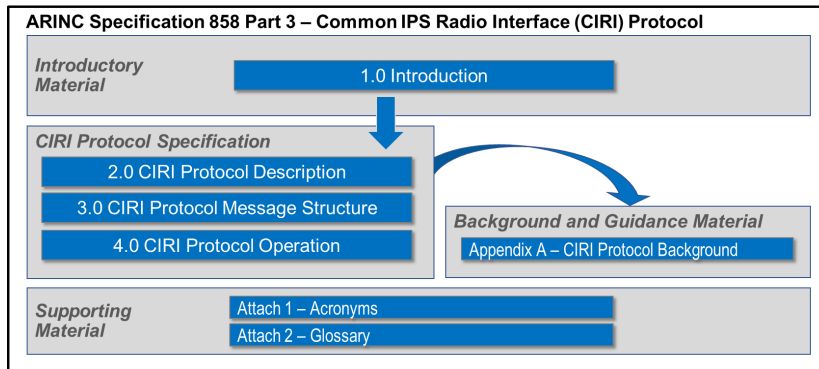 ARINC Specification 858 Part 3 – Common IPS Radio Interface (CIRI) Protocol
Introductory
Material
1.0 Introduction
CIRI Protocol Specification
2.0 CIRI Protocol Description
3.0 CIRI Protocol Message Structure
4.0 CIRI Protocol Operation
Background and Guidance Material
Appendix A – CIRI Protocol Background
Supporting
Material
Attach 1 – Acronyms
Attach 2 – Glossary